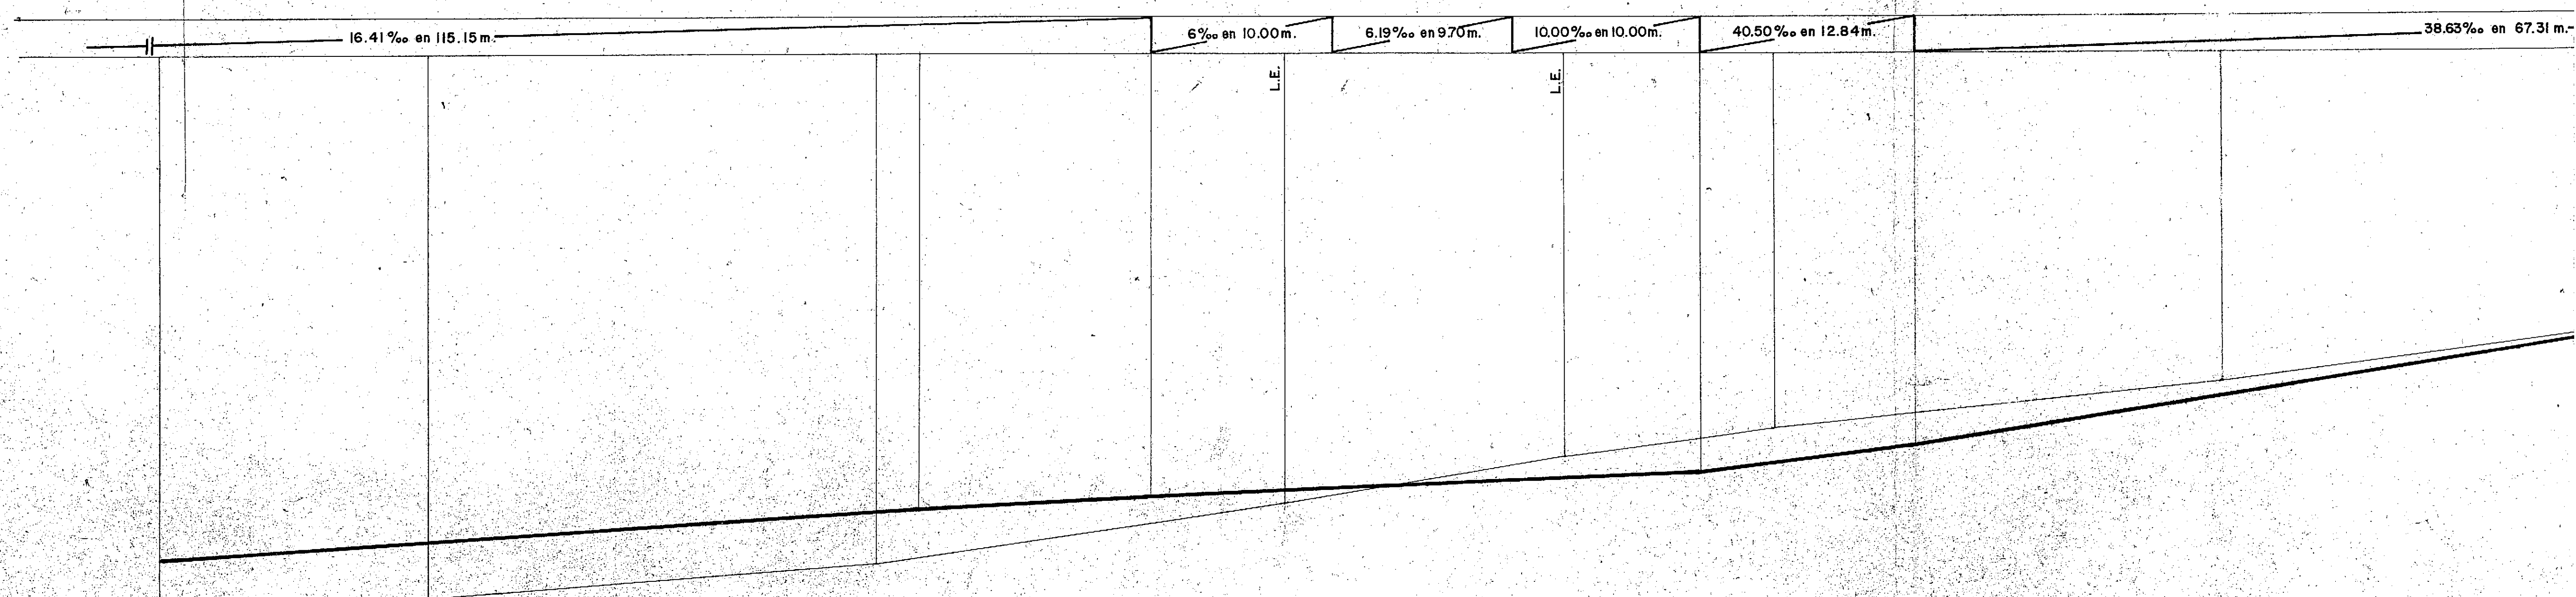 16.41‰ en 115.15 m.
6‰ en 10.00 m.
6.19‰ en 9.70 m.
10.00‰ en 10.00 m.
40.50‰ en 12.84 m.
38.63‰ en 67.31 m.
L.E.
L.E.